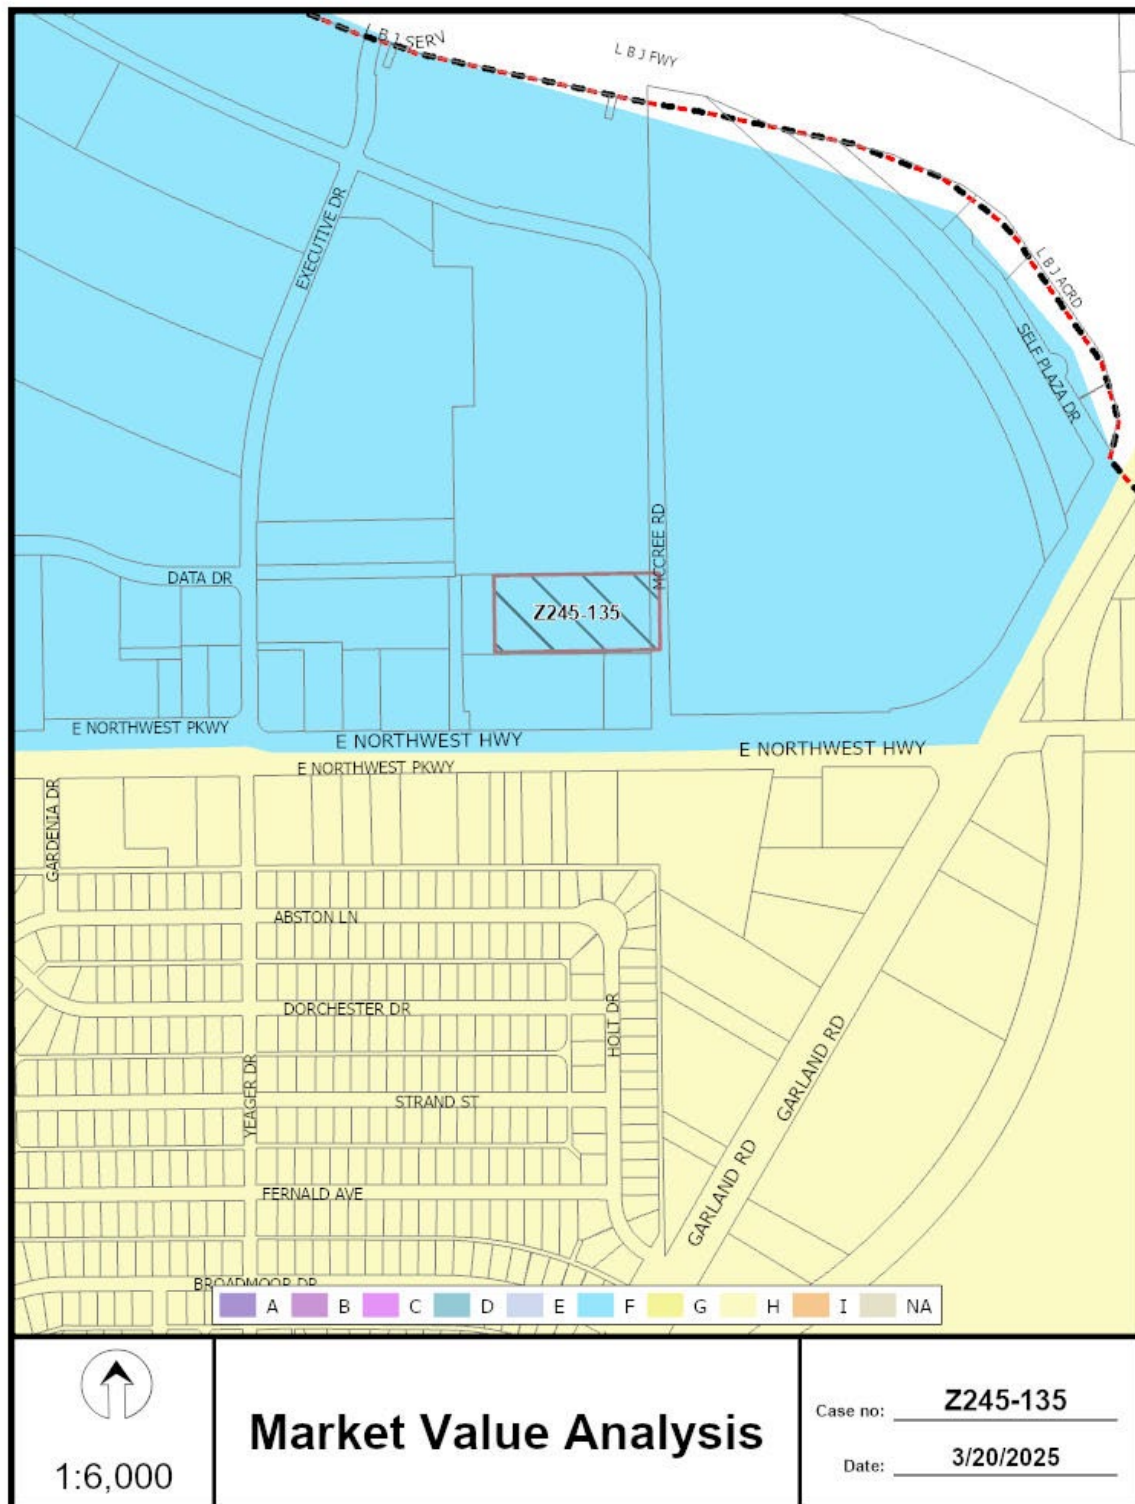 L B J SERV
L B J FWY
EXECUTIVE DR
L B J ACRD
SELF PLAZA DR
MCCREE RD
DATA DR
Z245-135
E NORTHWEST PKWY
E NORTHWEST HWY
E NORTHWEST HWY
E NORTHWEST PKWY
GARDENIA DR
ABSTON LN
DORCHESTER DR
HOLT DR
YEAGER DR
STRAND ST
GARLAND RD
GARLAND RD
FERNALD AVE
BROADMOOR DR
A B C D E F G H I NA
1:6,000
Market Value Analysis
Case no: Z245-135
Date: 3/20/2025